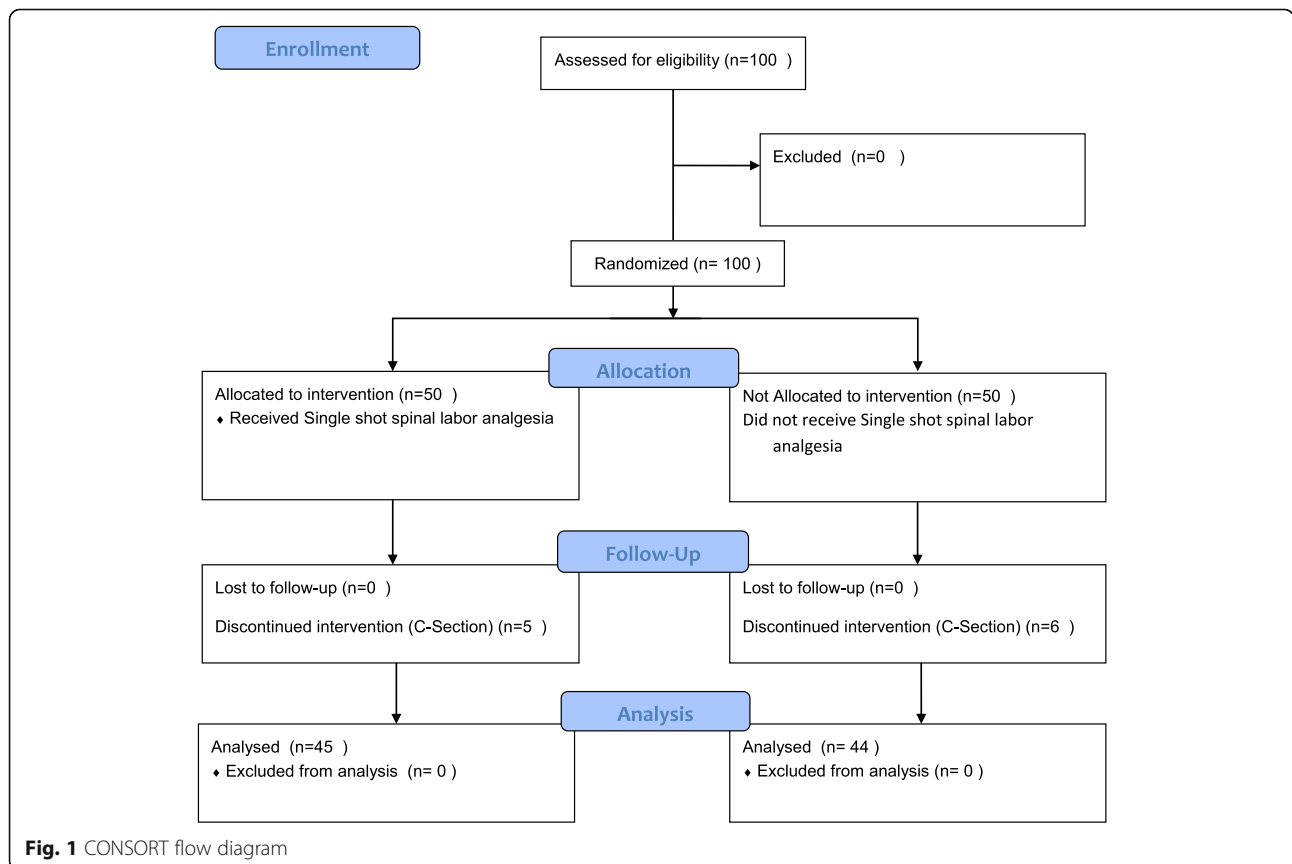 Enrollment
Assessed for eligibility (n=100 )
Excluded (n=0 )
Randomized (n= 100 )
Allocation
Allocated to intervention (n=50 )
♦ Received Single shot spinal labor analgesia
Not Allocated to intervention (n=50 )
Did not receive Single shot spinal labor
analgesia
Follow-Up
Lost to follow-up (n=0 )
Discontinued intervention (C-Section) (n=5 )
Lost to follow-up (n=0 )
Discontinued intervention (C-Section) (n=6 )
Analysis
Analysed (n=45 )
♦ Excluded from analysis (n= 0 )
Analysed (n= 44 )
♦ Excluded from analysis (n= 0 )
Fig. 1 CONSORT flow diagram